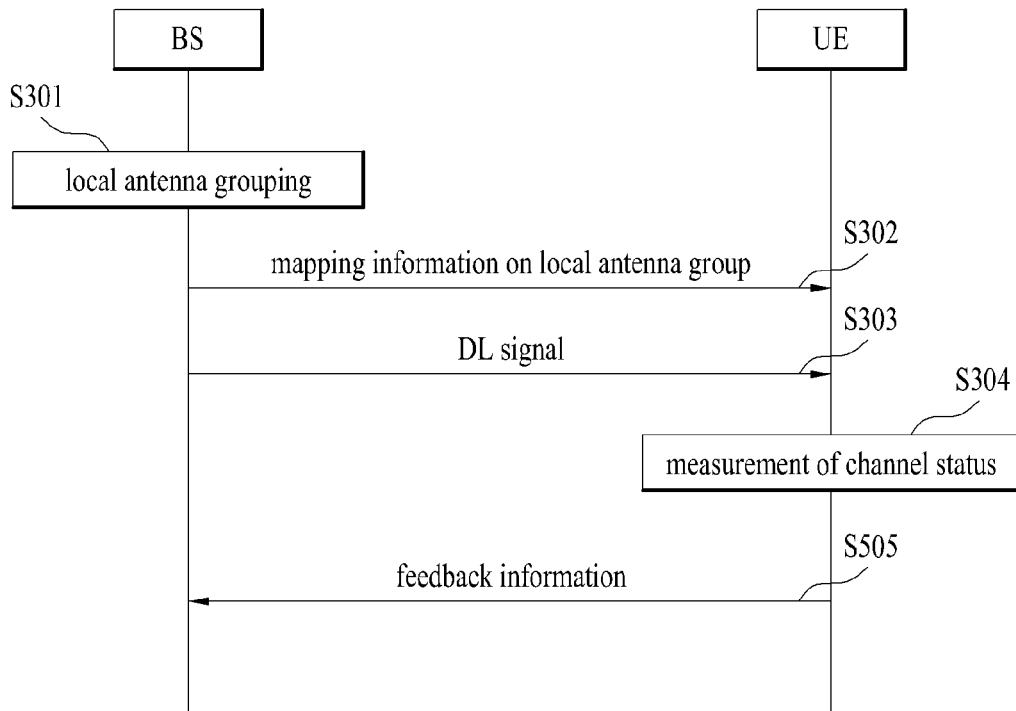 BS
UE
S301
local antenna grouping
S302
mapping information on local antenna group
S303
DL signal
S304
measurement of channel status
S505
feedback information